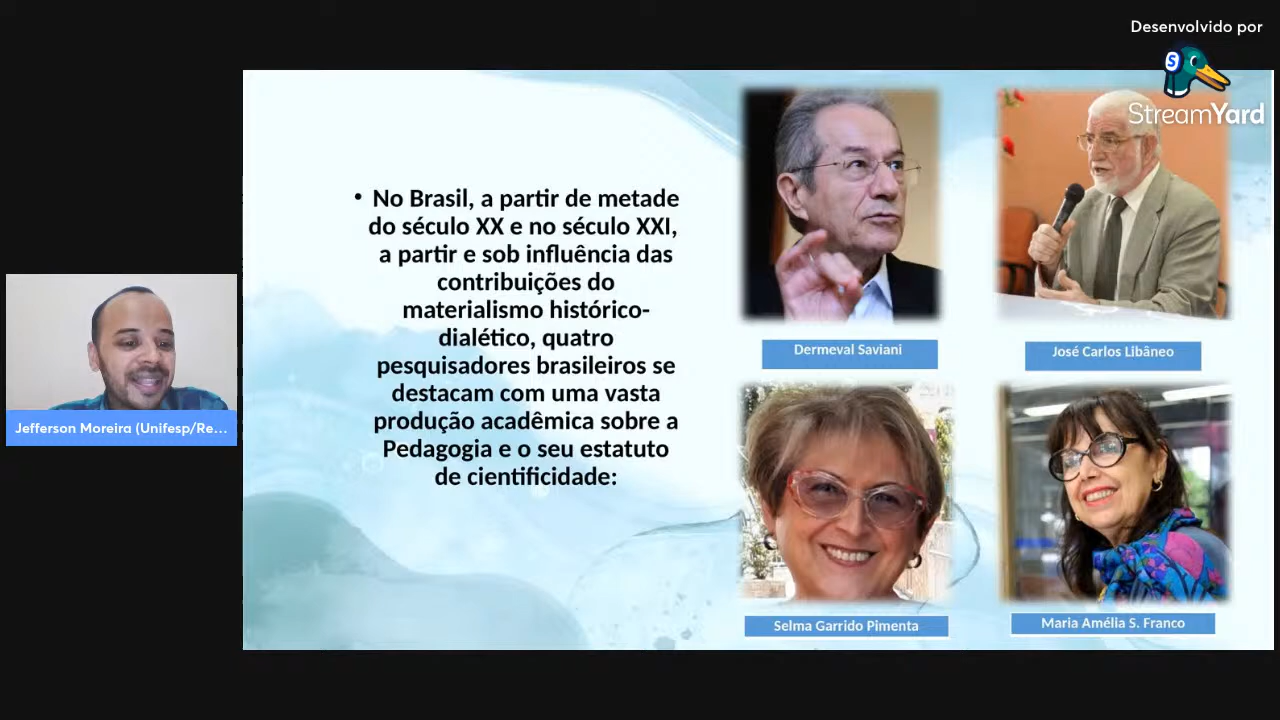 Desenvolvido por
StreamYard
• No Brasil, a partir de metade
do século XX e no século XXI,
a partir e sob influência das
contribuições do
materialismo histórico-
dialético, quatro
pesquisadores brasileiros se
destacam com uma vasta
produção acadêmica sobre a
Pedagogia e o seu estatuto
de cientificidade:
Dermeval Saviani
José Carlos Libâneo
Selma Garrido Pimenta
Maria Amélia S. Franco
Jefferson Moreira (Unifesp/Re...